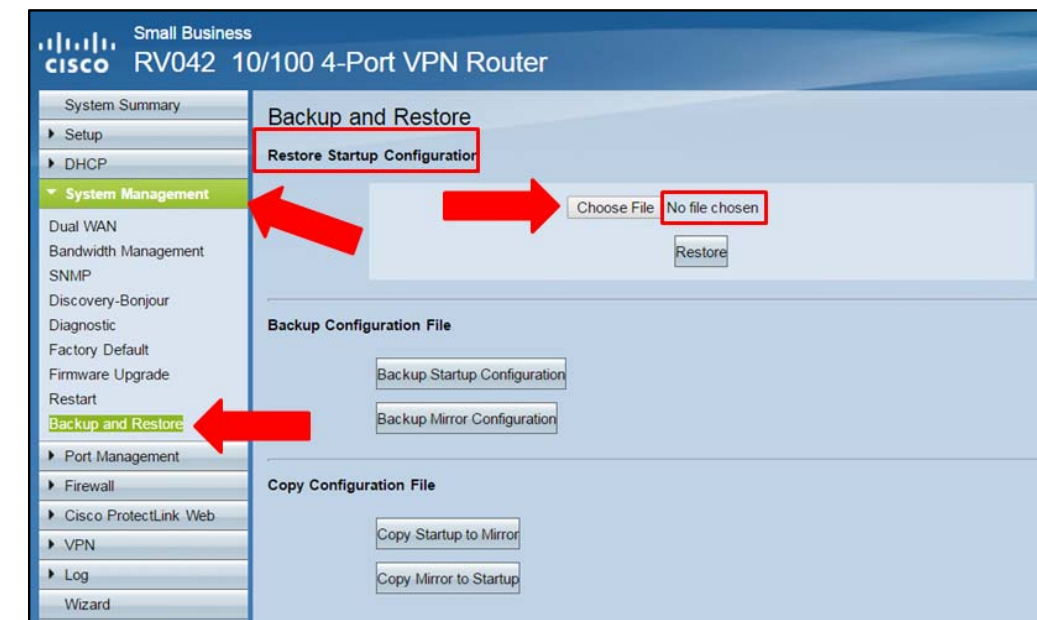 Small Business
cisco RV042 10/100 4-Port VPN Router
System Summary
Setup
DHCP
System Management
Dual WAN
Bandwidth Management
SNMP
Discovery-Bonjour
Diagnostic
Factory Default
Firmware Upgrade
Restart
Backup and Restore
Port Management
Firewall
Cisco ProtectLink Web
VPN
Log
Wizard
Backup and Restore
Restore Startup Configuration
Choose File No file chosen
Restore
Backup Configuration File
Backup Startup Configuration
Backup Mirror Configuration
Copy Configuration File
Copy Startup to Mirror
Copy Mirror to Startup